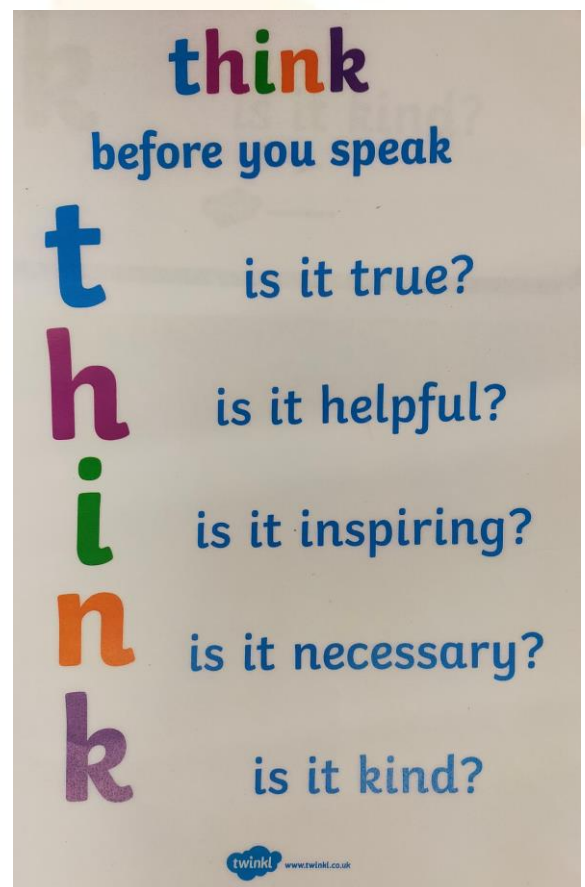 think
before you speak
t is it true?
h is it helpful?
i is it inspiring?
n is it necessary?
k is it kind?
twinkl www.twinkl.co.uk